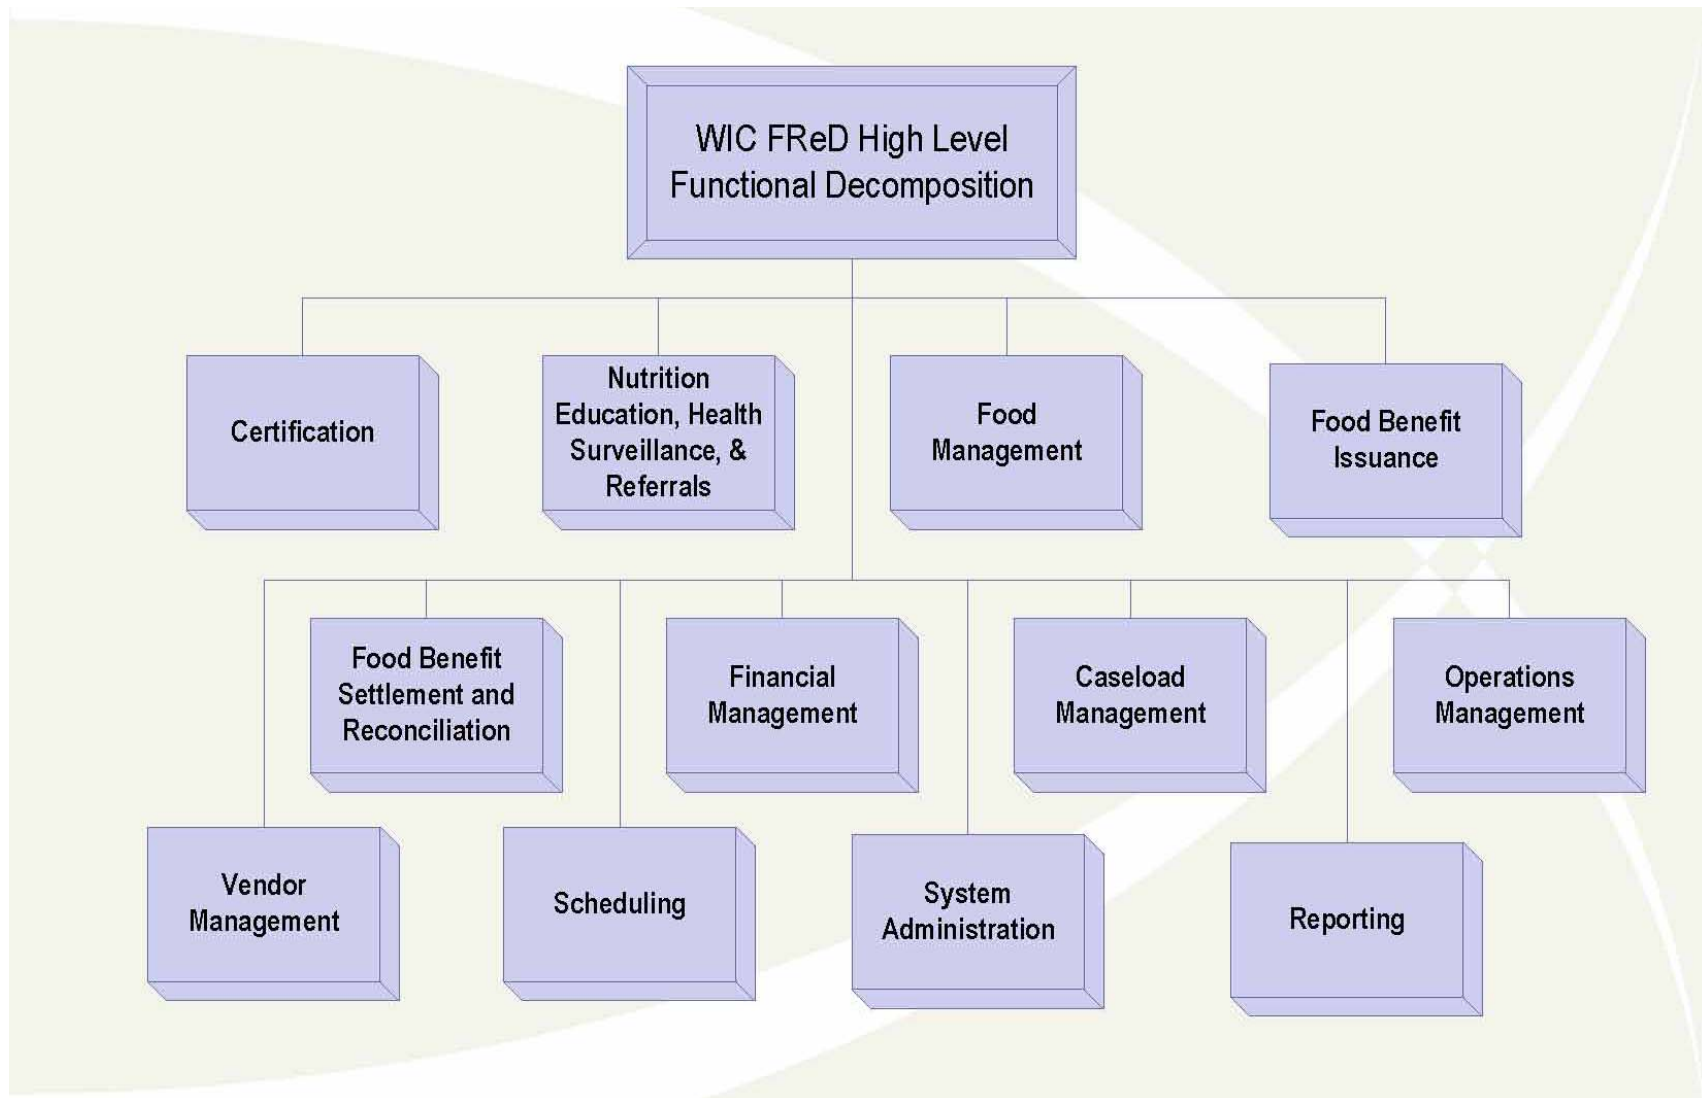 WIC FReD High Level
Functional Decomposition
Certification
Nutrition
Education, Health
Surveillance, &
Referrals
Food
Management
Food Benefit
Issuance
Food Benefit
Settlement and
Reconciliation
Financial
Management
Caseload
Management
Operations
Management
Vendor
Management
Scheduling
System
Administration
Reporting